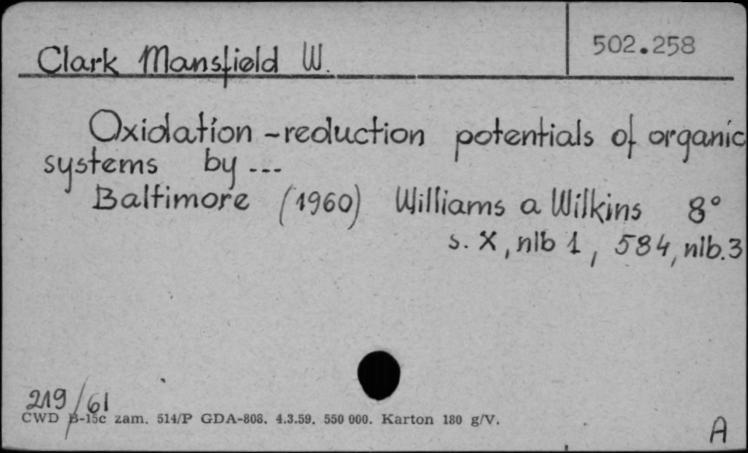 502.258
Clark Mansfield W.
Oxidation - reduction potentials of organic
systems by ---
Baltimore (1960) Williams a Wilkins 8°
s. X, nlb 1, 584, nlb. 3
219/61
CWD B-15c zam. 514/P GDA-808. 4.3.59. 550 000. Karton 180 g/V.
A